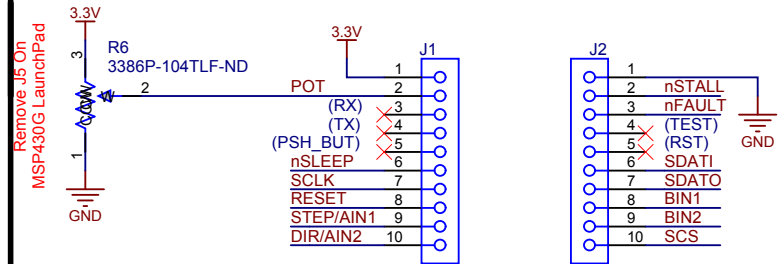 Remove J5 On
MSP430G LaunchPad
3.3V
3
R6
3386P-104TLF-ND
2
1
GND
3.3V
J1
1
POT 2
(RX) 3
(TX) 4
(PSH_BUT) 5
nSLEEP 6
SCLK 7
RESET 8
STEP/AIN1 9
DIR/AIN2 10
J2
1
2 nSTALL
3 nFAULT
4 (TEST)
5 (RST)
6 SDATI
7 SDATO
8 BIN1
9 BIN2
10 SCS
GND